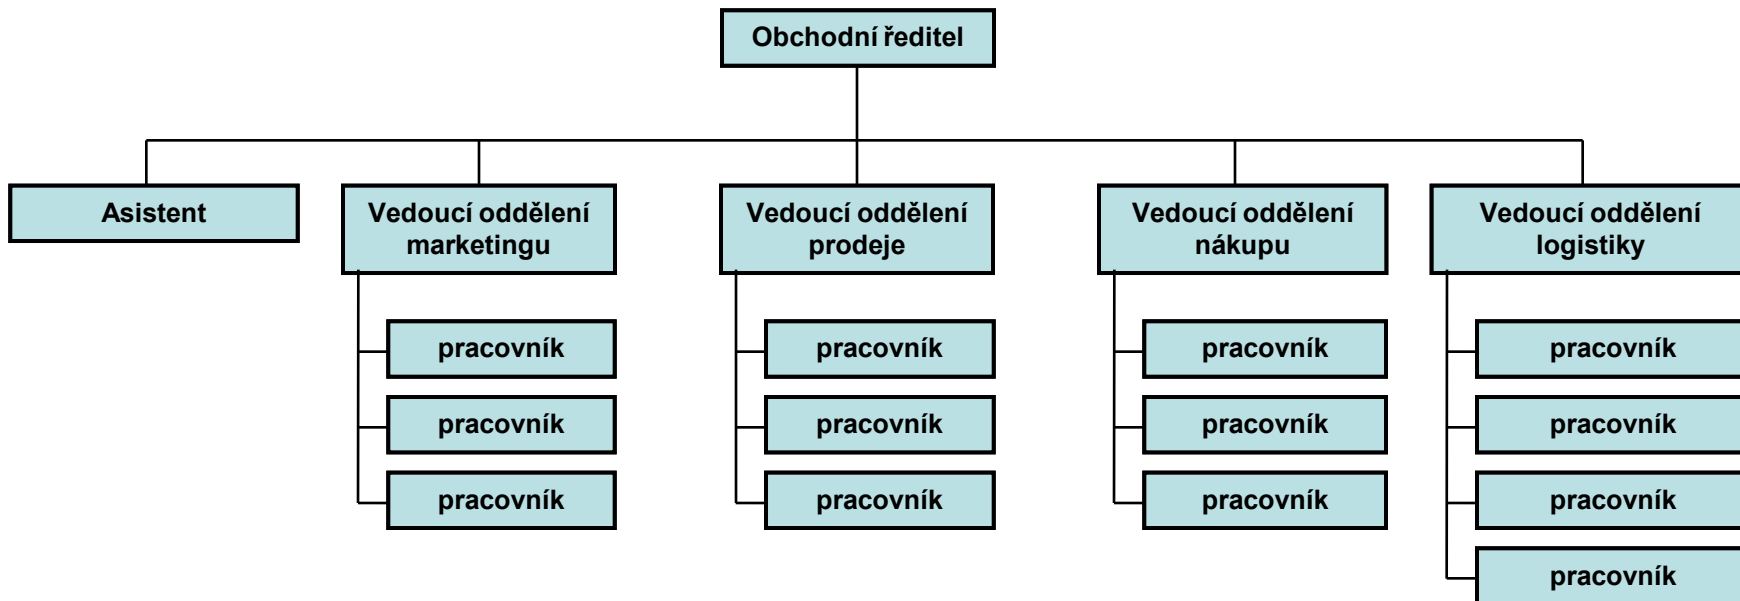 Obchodní ředitel
Asistent
Vedoucí oddělení
marketingu
pracovník
pracovník
pracovník
Vedoucí oddělení
prodeje
pracovník
pracovník
pracovník
Vedoucí oddělení
nákupu
pracovník
pracovník
pracovník
Vedoucí oddělení
logistiky
pracovník
pracovník
pracovník
pracovník